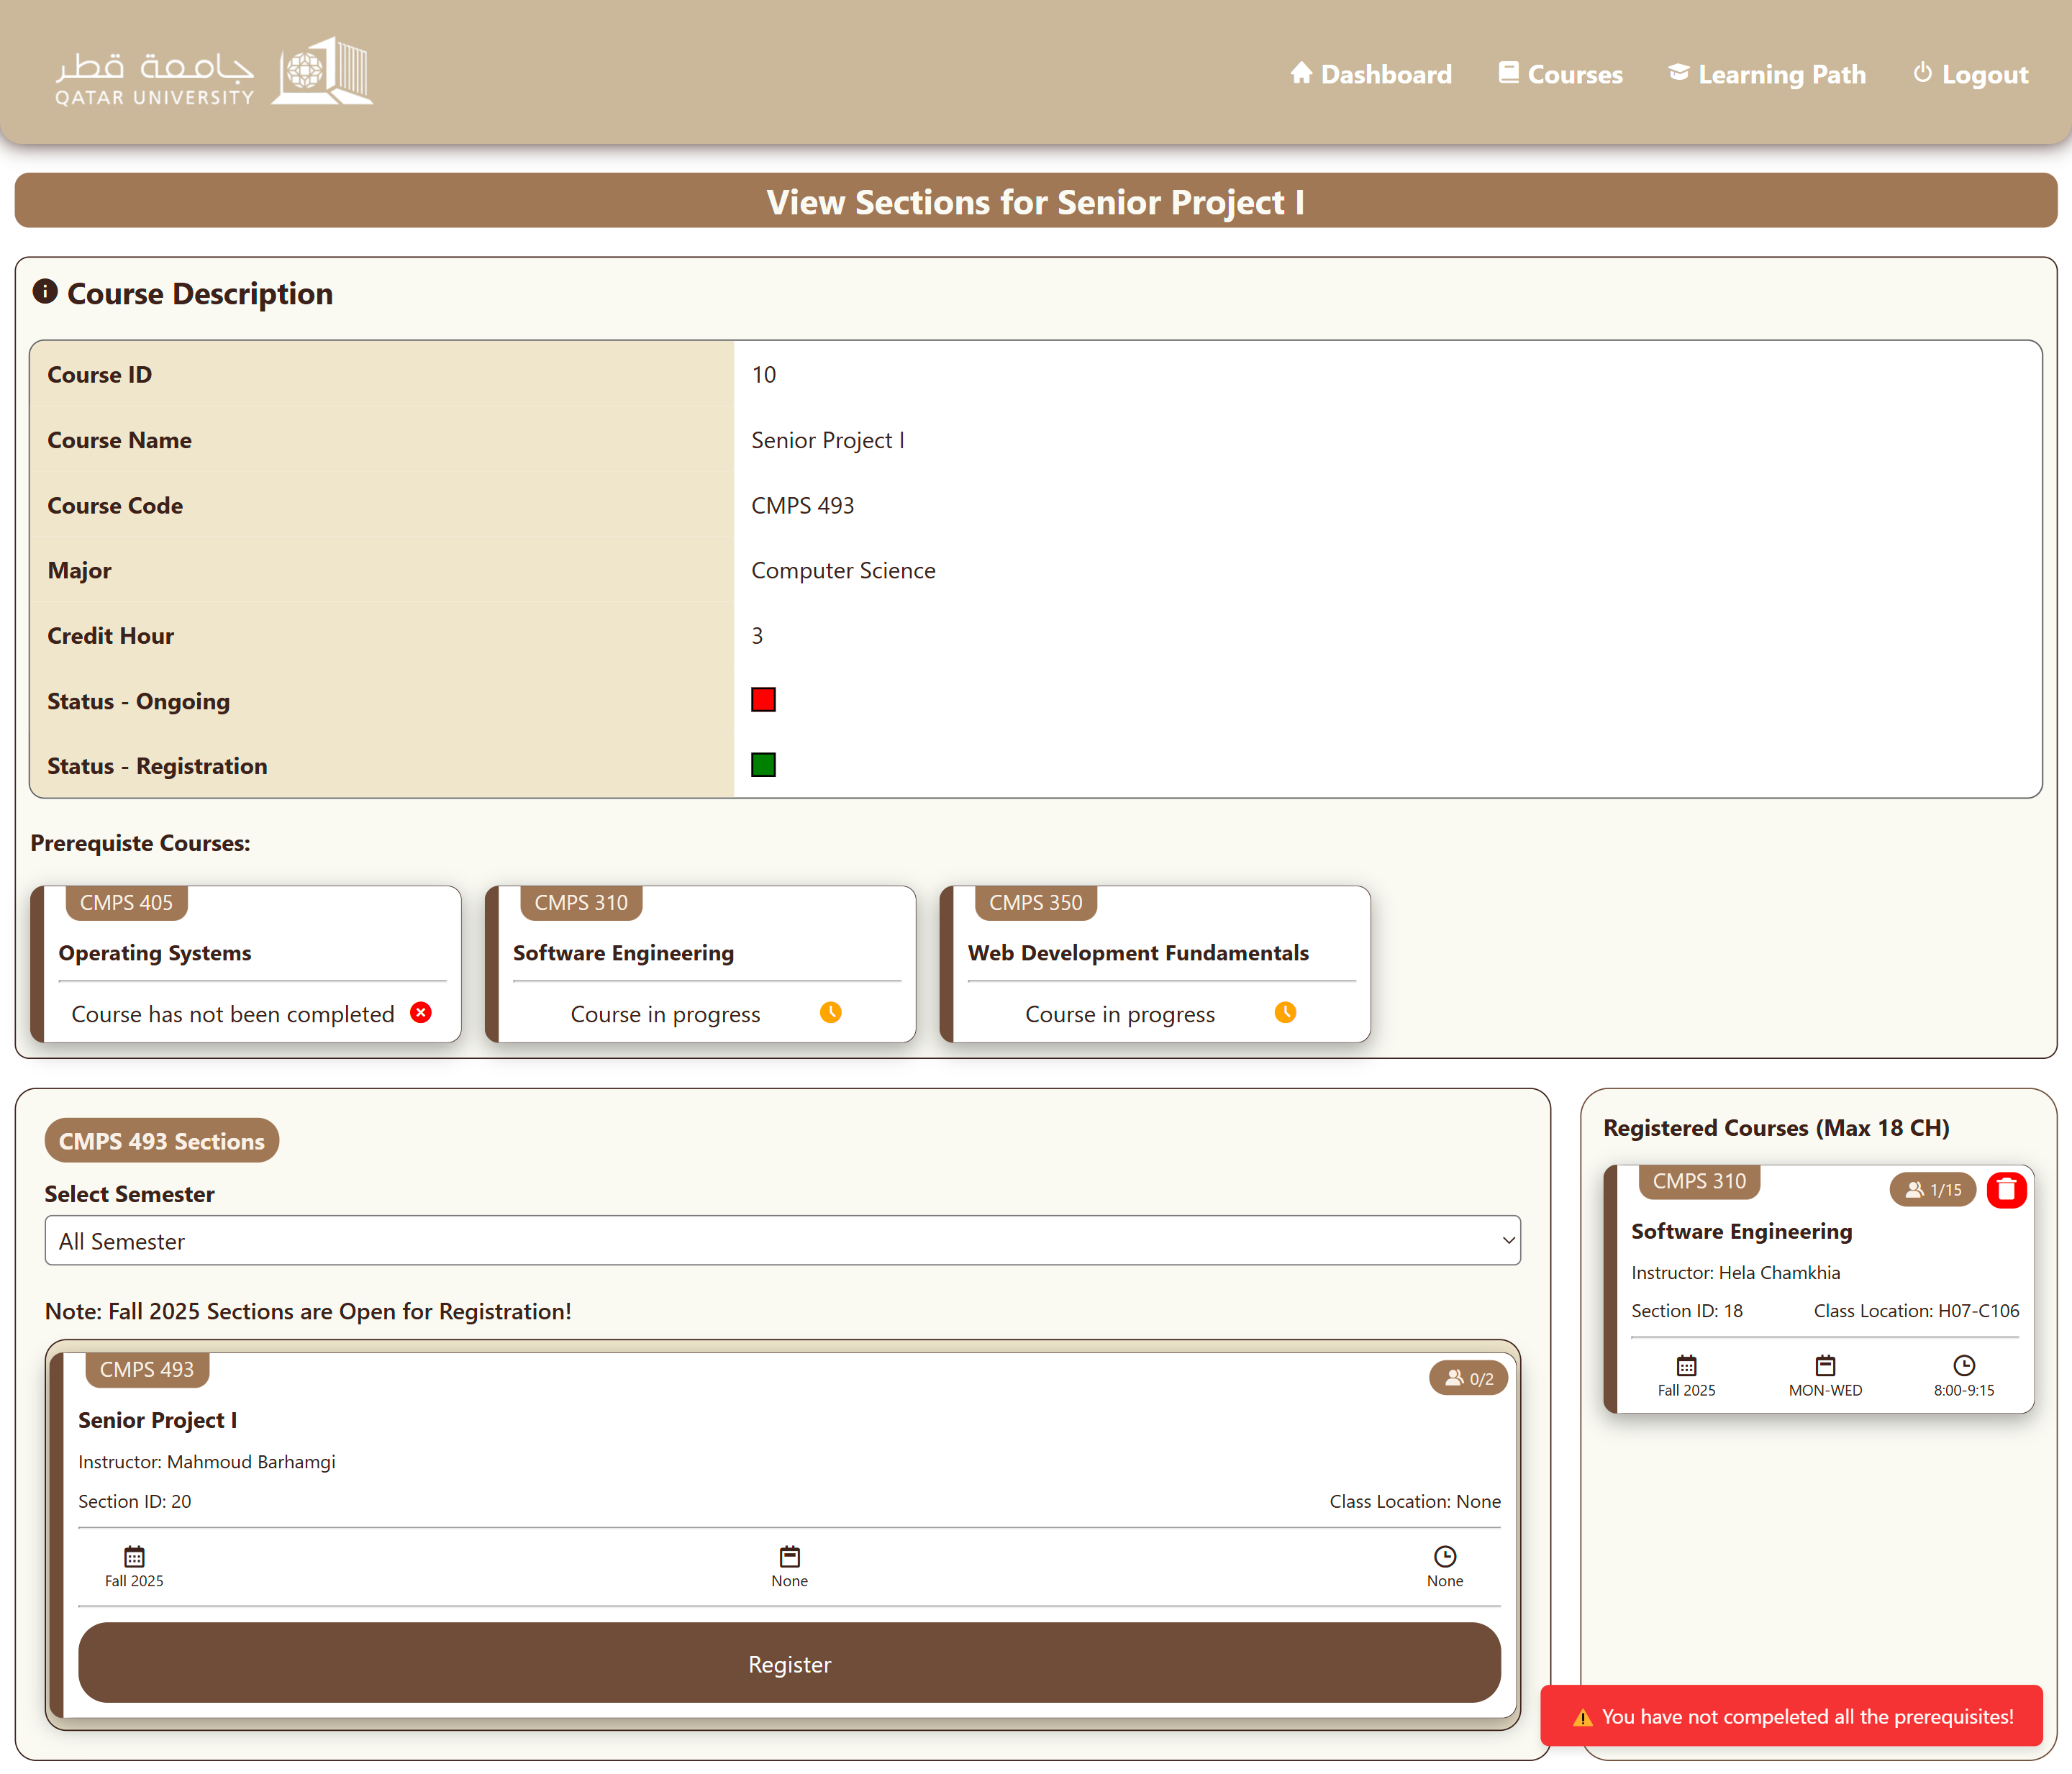 جامعة قطر
QATAR UNIVERSITY
Dashboard
Courses
Learning Path
Logout
View Sections for Senior Project I
Course Description
Course ID 10
Course Name Senior Project I
Course Code CMPS 493
Major Computer Science
Credit Hour 3
Status - Ongoing
Status - Registration
Prerequiste Courses:
CMPS 405
Operating Systems
Course has not been completed
CMPS 310
Software Engineering
Course in progress
CMPS 350
Web Development Fundamentals
Course in progress
CMPS 493 Sections
Select Semester
All Semester
Note: Fall 2025 Sections are Open for Registration!
CMPS 493
0/2
Senior Project I
Instructor: Mahmoud Barhamgi
Section ID: 20
Class Location: None
Fall 2025
None
None
Register
Registered Courses (Max 18 CH)
CMPS 310
1/15
Software Engineering
Instructor: Hela Chamkhia
Section ID: 18
Class Location: H07-C106
Fall 2025
MON-WED
8:00-9:15
You have not compeleted all the prerequisites!